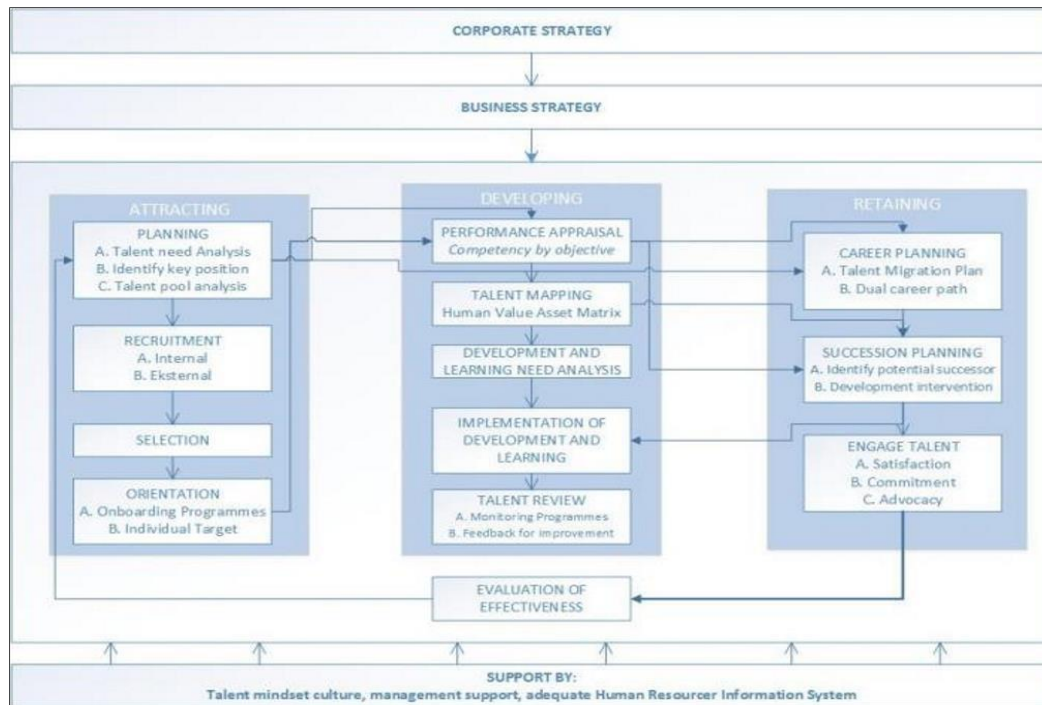 CORPORATE STRATEGY
BUSINESS STRATEGY
ATTRACTING
PLANNING
A. Talent need Analysis
B. Identify key position
C. Talent pool analysis
RECRUITMENT
A. Internal
B. Eksternal
SELECTION
ORIENTATION
A. Onboarding Programmes
B. Individual Target
DEVELOPING
PERFORMANCE APPRAISAL
Competency by objective
TALENT MAPPING
Human Value Asset Matrix
DEVELOPMENT AND
LEARNING NEED ANALYSIS
IMPLEMENTATION OF
DEVELOPMENT AND
LEARNING
TALENT REVIEW
A. Monitoring Programmes
B. Feedback for improvement
RETAINING
CAREER PLANNING
A. Talent Migration Plan
B. Dual career path
SUCCESSION PLANNING
A. Identify potential successor
B. Development intervention
ENGAGE TALENT
A. Satisfaction
B. Commitment
C. Advocacy
EVALUATION OF
EFFECTIVENESS
SUPPORT BY:
Talent mindset culture, management support, adequate Human Resourcer Information System